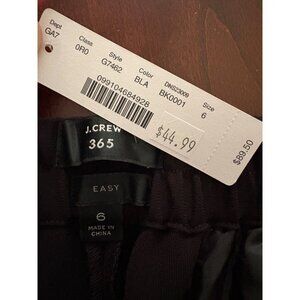 Dept Class Style Color DNS23009 Size
GA7 0R0 G7462 BLA BK0001 6
099104684928
$44.99
$89.50
J.CREW
365
EASY
6
MADE IN
CHINA